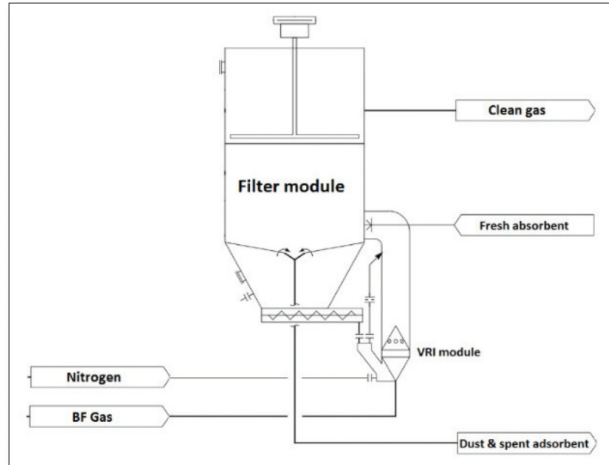 Clean gas
Filter module
Fresh absorbent
VRI module
Nitrogen
BF Gas
Dust & spent adsorbent